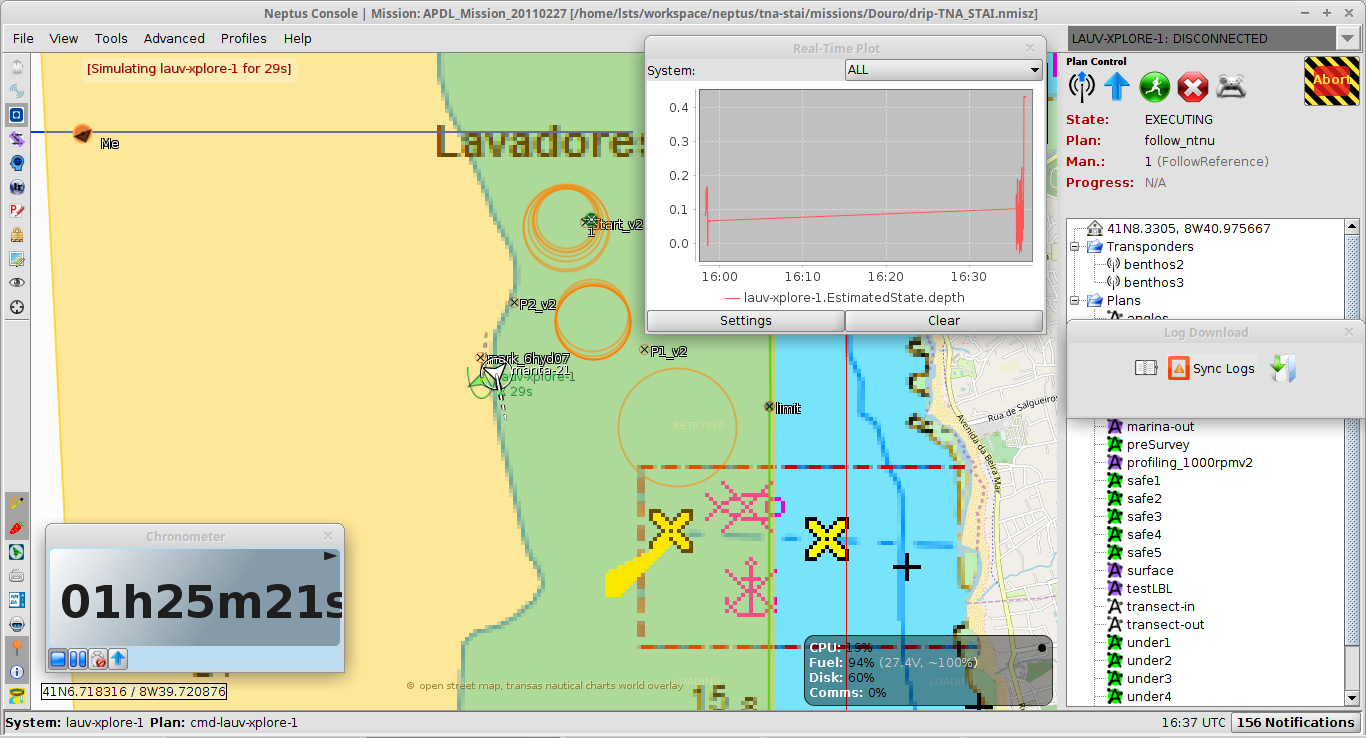 Neptus Console | Mission: APDL_Mission_20110227 [/home/lsts/workspace/neptus/tna-stai/missions/Douro/drip-TNA_STAI.nmisz]
File View Tools Advanced Profiles Help
[Simulating lauv-xplore-1 for 29s]
Me
Lavadores
Start_v2
1
P2_v2
mark_6hyd07
manta-21
lauv-xplore-1
29s
P1_v2
limit
RETRYING
LOADING
LOADING
15 s
Avenida da Beira Mar
Rua de Salgueiros
© open street map, transas nautical charts world overlay
41N6.718316 / 8W39.720876
Real-Time Plot
System: ALL
0.4
0.3
0.2
0.1
0.0
16:00 16:10 16:20 16:30
lauv-xplore-1.EstimatedState.depth
Settings Clear
Chronometer
01h25m21s
CPU: 19%
Fuel: 94% (27.4V, ~100%)
Disk: 60%
Comms: 0%
LAUV-XPLORE-1: DISCONNECTED
Plan Control
Abort
State: EXECUTING
Plan: follow_ntnu
Man.: 1 (FollowReference)
Progress: N/A
41N8.3305, 8W40.975667
Transponders
benthos2
benthos3
Plans
angles
Log Download
Sync Logs
marina-out
preSurvey
profiling_1000rpmv2
safe1
safe2
safe3
safe4
safe5
surface
testLBL
transect-in
transect-out
under1
under2
under3
under4
System: lauv-xplore-1 Plan: cmd-lauv-xplore-1
16:37 UTC 156 Notifications